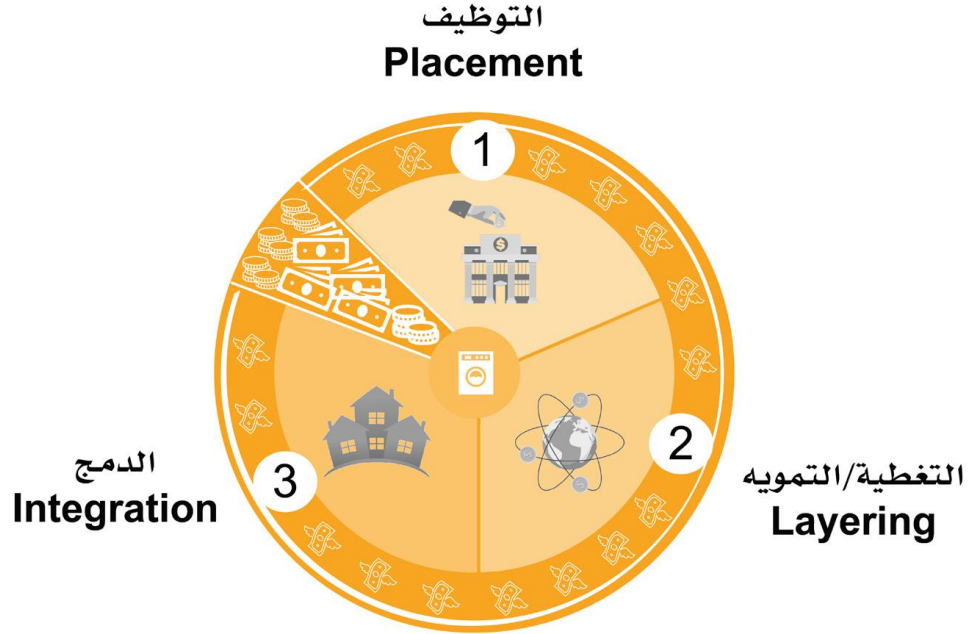 التوظيف
Placement
1
2
التغطية/التمويه
Layering
3
الدمج
Integration
$